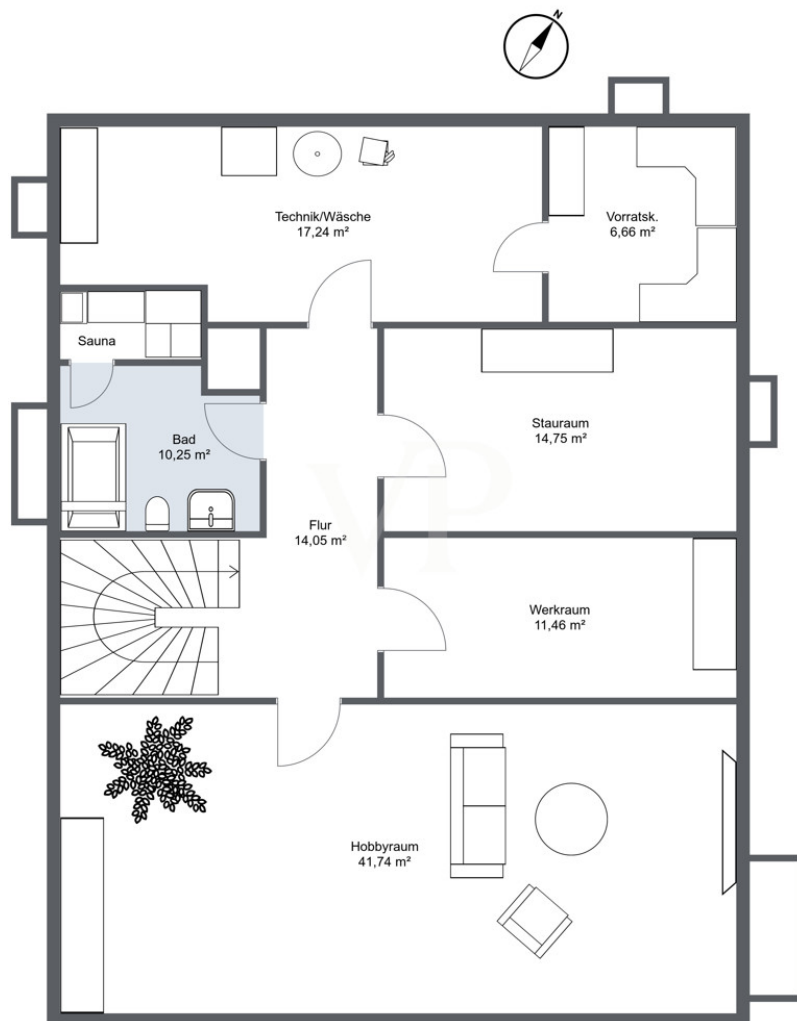 N
Technik/Wäsche
17,24 m²
Vorratsk.
6,66 m²
Sauna
Stauraum
14,75 m²
Bad
10,25 m²
VP
Flur
14,05 m²
Werkraum
11,46 m²
Hobbyraum
41,74 m²